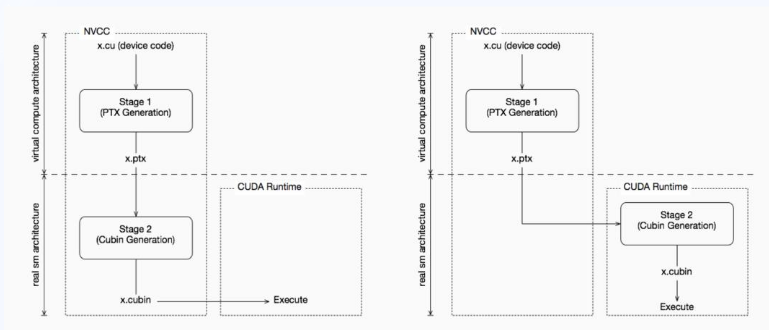 NVCC
x.cu (device code)
virtual compute architecture
Stage 1
(PTX Generation)
x.ptx
real sm architecture
Stage 2
(Cubin Generation)
x.cubin
CUDA Runtime
Execute
NVCC
x.cu (device code)
virtual compute architecture
Stage 1
(PTX Generation)
x.ptx
real sm architecture
CUDA Runtime
Stage 2
(Cubin Generation)
x.cubin
Execute